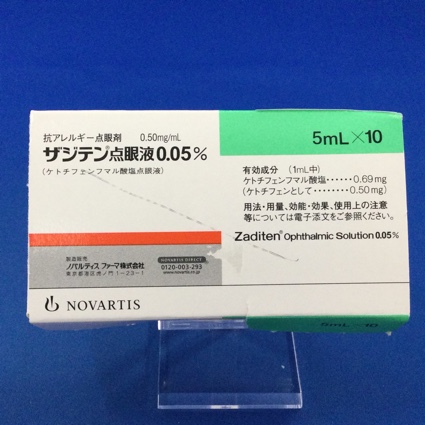 抗アレルギー点眼剤 0.50mg/mL
ザジテン®点眼液0.05%
(ケトチフェンフマル酸塩点眼液)
製造販売
ノバルティス ファーマ株式会社
東京都港区虎ノ門1-23-1
NOVARTIS DIRECT
0120-003-293
www.novartis.co.jp
NOVARTIS
5mL×10
有効成分 (1mL中)
ケトチフェンフマル酸塩······0.69mg
(ケトチフェンとして········0.50mg)
用法・用量、効能・効果、使用上の注意
等については電子添文をご参照ください。
Zaditen® Ophthalmic Solution 0.05%
5mL×10